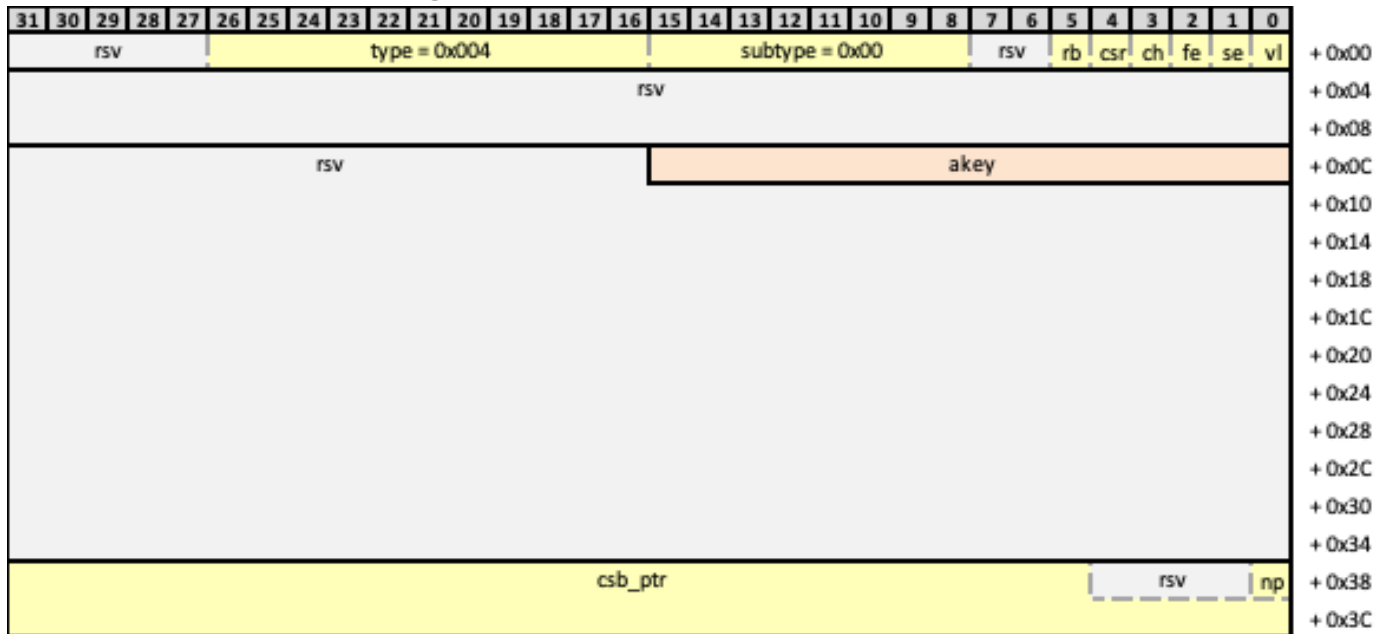 31 30 29 28 27 26 25 24 23 22 21 20 19 18 17 16 15 14 13 12 11 10 9 8 7 6 5 4 3 2 1 0
rsv type = 0x004 subtype = 0x00 rsv rb csr ch fe se vl + 0x00
rsv + 0x04
+ 0x08
rsv akey + 0x0C
+ 0x10
+ 0x14
+ 0x18
+ 0x1C
+ 0x20
+ 0x24
+ 0x28
+ 0x2C
+ 0x30
+ 0x34
csb_ptr rsv np + 0x38
+ 0x3C